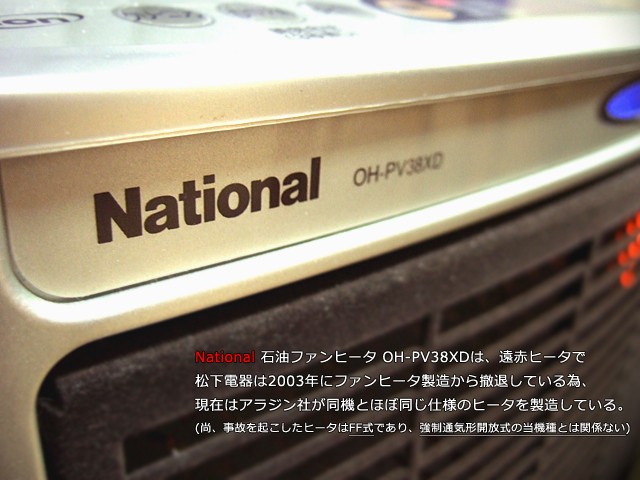 National OH-PV38XD
National 石油ファンヒータ OH-PV38XDは、遠赤ヒータで
松下電器は2003年にファンヒータ製造から撤退している為、
現在はアラジン社が同機とほぼ同じ仕様のヒータを製造している。
(尚、事故を起こしたヒータはFF式であり、強制通気形開放式の当機種とは関係ない)